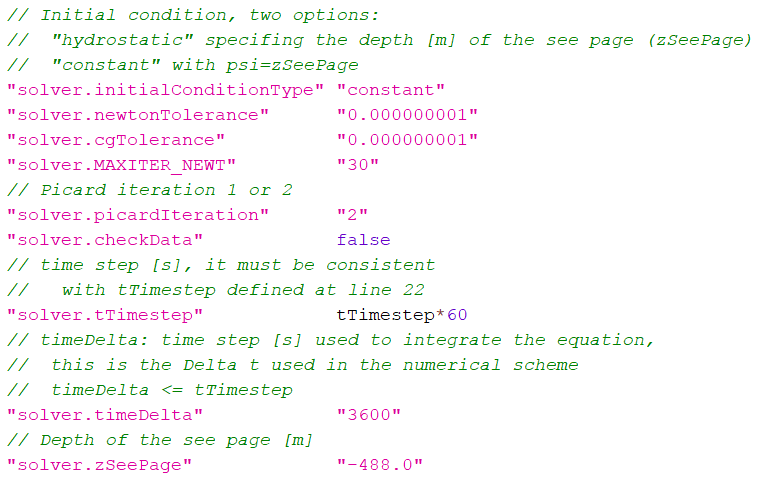 // Initial condition, two options:
//  "hydrostatic" specifing the depth [m] of the see page (zSeePage)
//  "constant" with psi=zSeePage
"solver.initialConditionType" "constant"
"solver.newtonTolerance"      "0.000000001"
"solver.cgTolerance"          "0.000000001"
"solver.MAXITER_NEWT"         "30"
// Picard iteration 1 or 2
"solver.picardIteration"      "2"
"solver.checkData"            false
// time step [s], it must be consistent
//   with tTimestep defined at line 22
"solver.tTimestep"            tTimestep*60
// timeDelta: time step [s] used to integrate the equation,
//  this is the Delta t used in the numerical scheme
//  timeDelta <= tTimestep
"solver.timeDelta"            "3600"
// Depth of the see page [m]
"solver.zSeePage"             "-488.0"